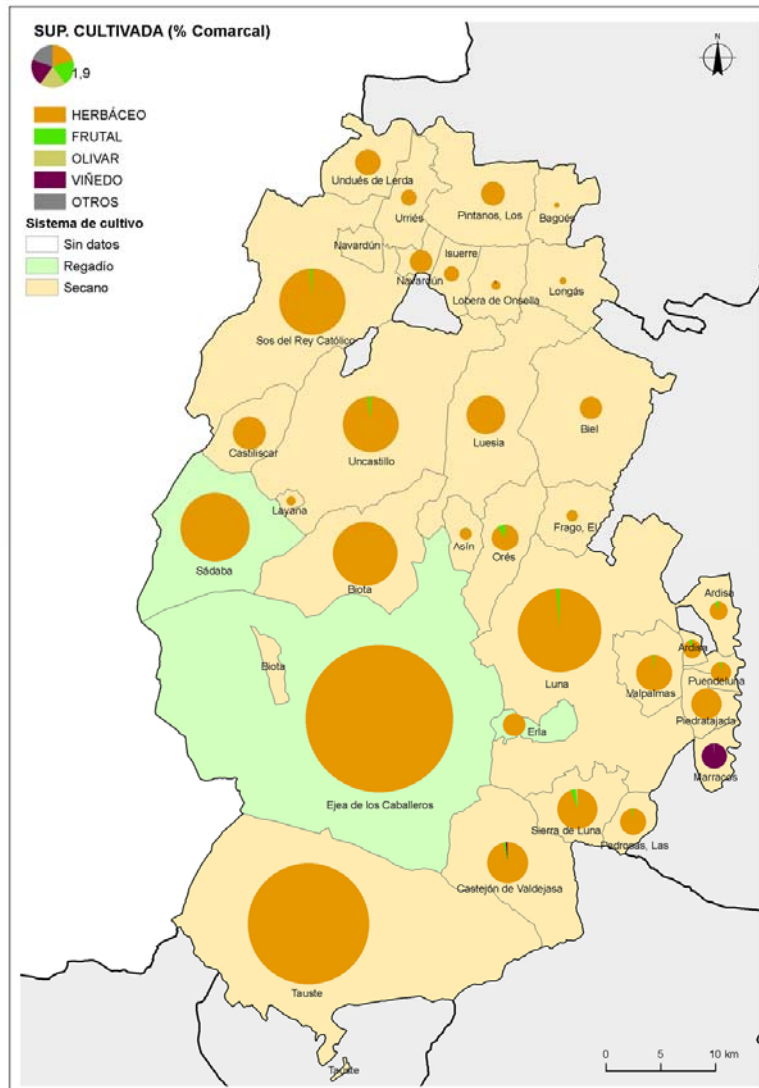 SUP. CULTIVADA (% Comarcal)
1,9
HERBÁCEO
FRUTAL
OLIVAR
VIÑEDO
OTROS
Sistema de cultivo
Sin datos
Regadío
Secano
N
Undués de Lerda
Urriés
Pintanos, Los
Bagüés
Navardún
Isuerre
Navardún
Lobera de Onsella
Longás
Sos del Rey Católico
Castiliscar
Uncastillo
Luesia
Biel
Layana
Sádaba
Biota
Asín
Orés
Frago, El
Ardisa
Biota
Luna
Ardisa
Valpalmas
Puendeluna
Piedratajada
Erla
Marracos
Ejea de los Caballeros
Sierra de Luna
Pedrosas, Las
Castejón de Valdejasa
Tauste
Tauste
0 5 10 km